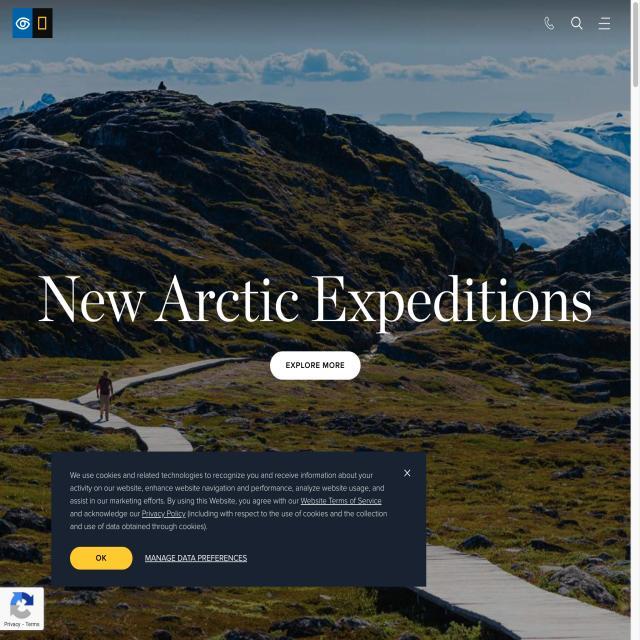 New Arctic Expeditions
EXPLORE MORE
We use cookies and related technologies to recognize you and receive information about your
activity on our website, enhance website navigation and performance, analyze website usage, and
assist in our marketing efforts. By using this Website, you agree with our Website Terms of Service
and acknowledge our Privacy Policy (including with respect to the use of cookies and the collection
and use of data obtained through cookies).
OK
MANAGE DATA PREFERENCES
Privacy - Terms